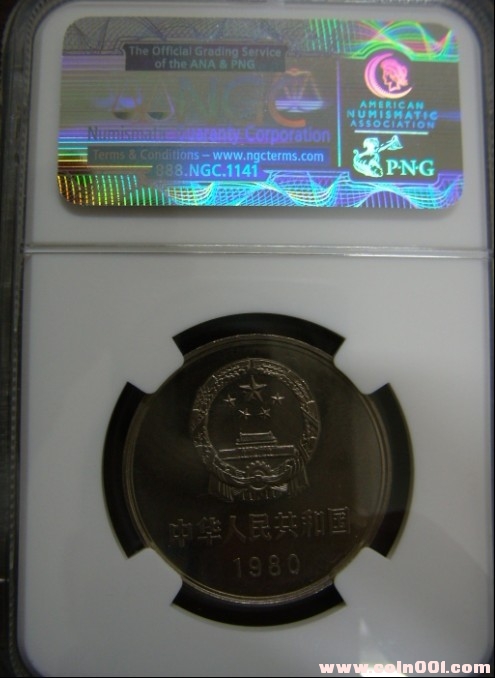 The Official Grading Service
of the ANA & PNG
NGC
Numismatic Guaranty Corporation
Terms & Conditions – www.ngcterms.com
888.NGC.1141
AMERICAN
NUMISMATIC
ASSOCIATION
P·N·G
中华人民共和国
1980
www.coin001.com